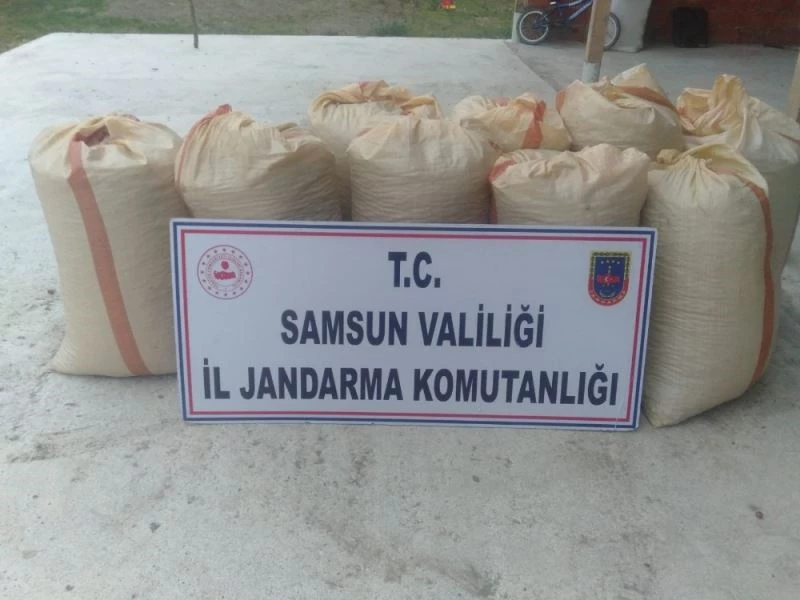 T.C.
SAMSUN VALİLİĞİ
İL JANDARMA KOMUTANLIĞI